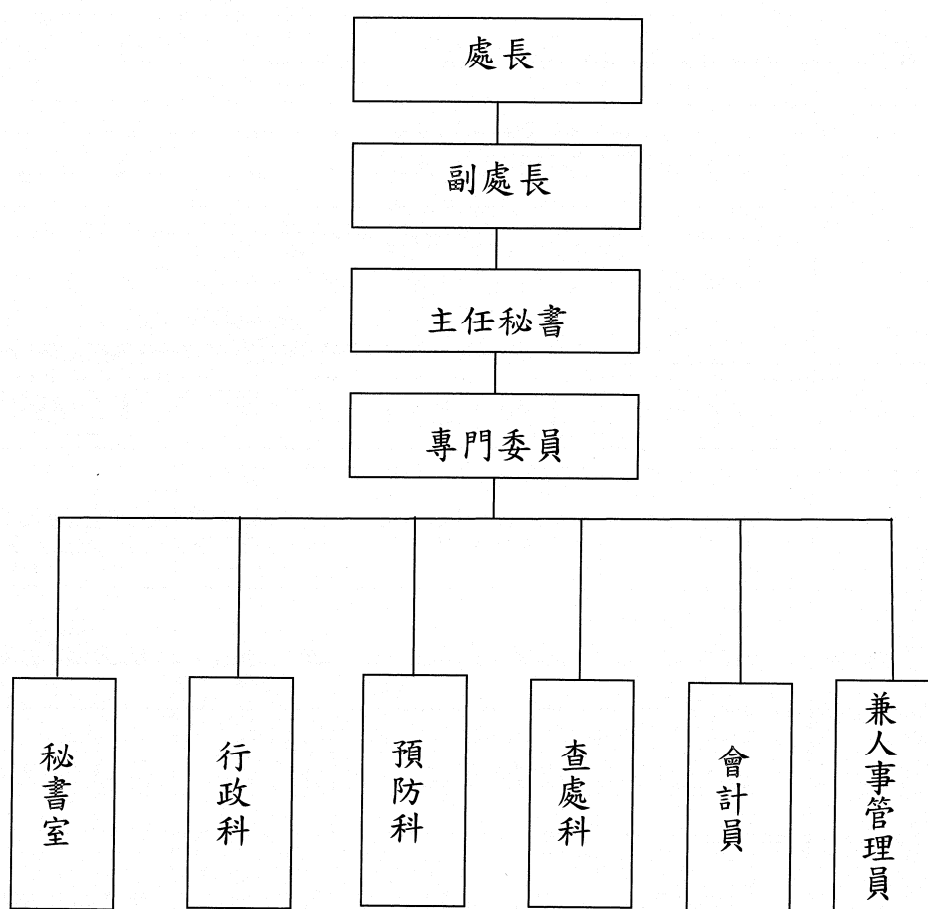 處長
副處長
主任秘書
專門委員
秘書室
行政科
預防科
查處科
會計員
兼人事管理員